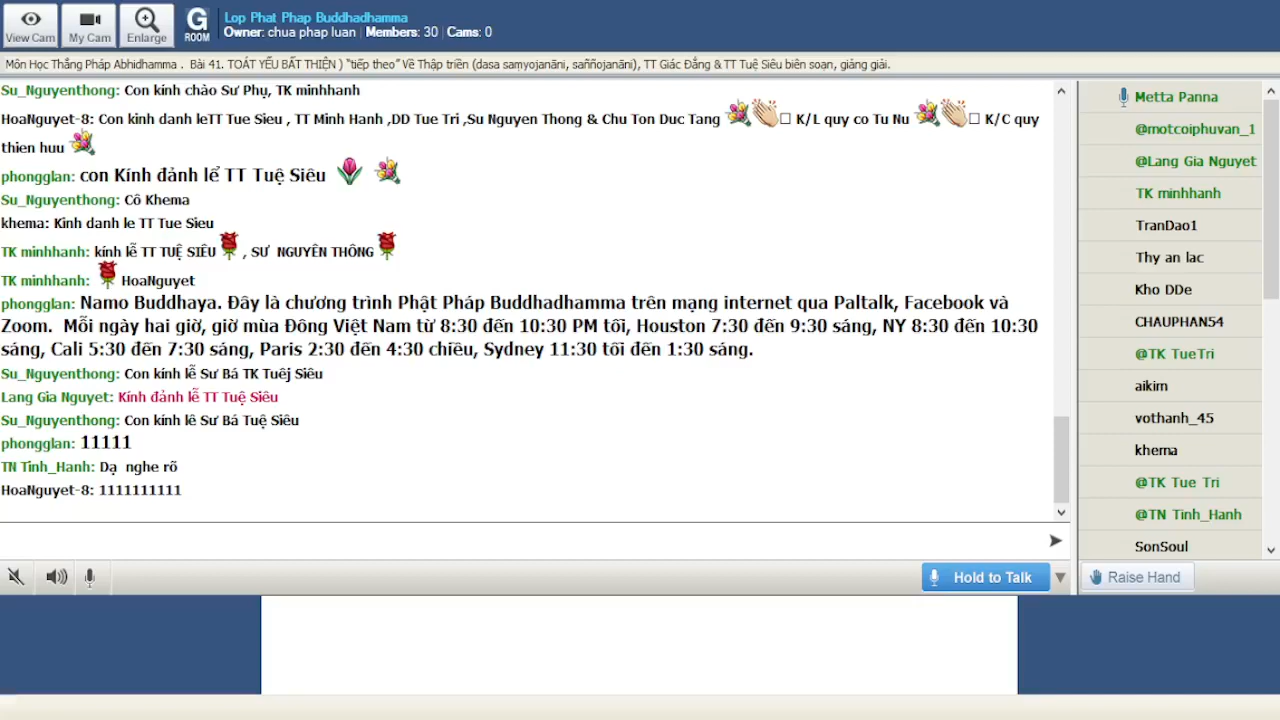 View Cam
My Cam
Enlarge
G
ROOM
Lop Phat Phap Buddhadhamma
Owner: chua phap luan | Members: 30 | Cams: 0
Môn Học Thắng Pháp Abhidhamma . Bài 41. TOÁT YẾU BẤT THIỆN ) “tiếp theo” Về Thập triền (dasa saṃyojanāni, saññojanāni), TT Giác Đẳng & TT Tuệ Siêu biên soạn, giảng giải.
Su_Nguyenthong: Con kính chào Sư Phụ, TK minhhanh
HoaNguyet-8: Con kinh danh leTT Tue Sieu , TT Minh Hanh ,DD Tue Tri ,Su Nguyen Thong & Chu Ton Duc Tang K/L quy co Tu Nu K/C quy
thien huu
phongglan: con Kính đảnh lể TT Tuệ Siêu
Su_Nguyenthong: Cô Khema
khema: Kinh danh le TT Tue Sieu
TK minhhanh: kính lễ TT TUỆ SIÊU , SƯ NGUYÊN THÔNG
TK minhhanh: HoaNguyet
phongglan: Namo Buddhaya. Đây là chương trình Phật Pháp Buddhadhamma trên mạng internet qua Paltalk, Facebook và
Zoom. Mỗi ngày hai giờ, giờ mùa Đông Việt Nam từ 8:30 đến 10:30 PM tối, Houston 7:30 đến 9:30 sáng, NY 8:30 đến 10:30
sáng, Cali 5:30 đến 7:30 sáng, Paris 2:30 đến 4:30 chiều, Sydney 11:30 tối đến 1:30 sáng.
Su_Nguyenthong: Con kính lễ Sư Bá TK Tuêj Siêu
Lang Gia Nguyet: Kính đảnh lễ TT Tuệ Siêu
Su_Nguyenthong: Con kính lê Sư Bá Tuệ Siêu
phongglan: 11111
TN Tinh_Hanh: Dạ nghe rõ
HoaNguyet-8: 1111111111
Metta Panna
@motcoiphuvan_1
@Lang Gia Nguyet
TK minhhanh
TranDao1
Thy an lac
Kho DDe
CHAUPHAN54
@TK TueTri
aikim
vothanh_45
khema
@TK Tue Tri
@TN Tinh_Hanh
SonSoul
Hold to Talk
Raise Hand